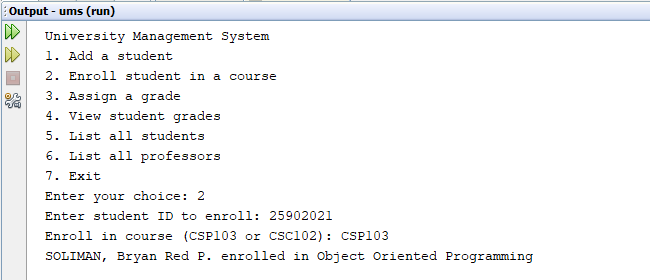 Output - ums (run)
University Management System
1. Add a student
2. Enroll student in a course
3. Assign a grade
4. View student grades
5. List all students
6. List all professors
7. Exit
Enter your choice: 2
Enter student ID to enroll: 25902021
Enroll in course (CSP103 or CSC102): CSP103
SOLIMAN, Bryan Red P. enrolled in Object Oriented Programming